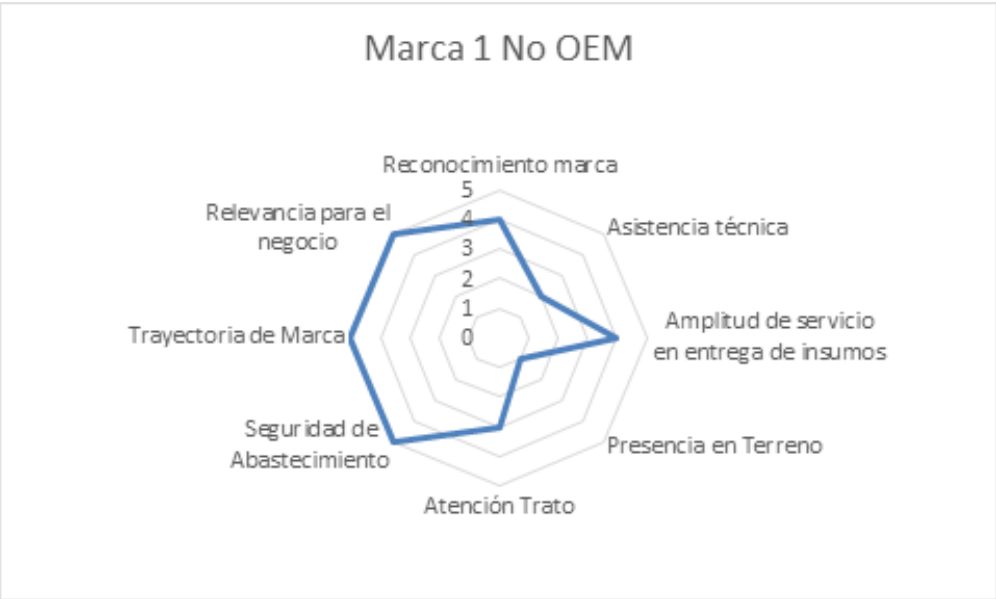 Marca 1 No OEM
Reconocimiento marca
5
4
3
2
1
0
Asistencia técnica
Amplitud de servicio
en entrega de insumos
Presencia en Terreno
Atención Trato
Seguridad de
Abastecimiento
Trayectoria de Marca
Relevancia para el
negocio